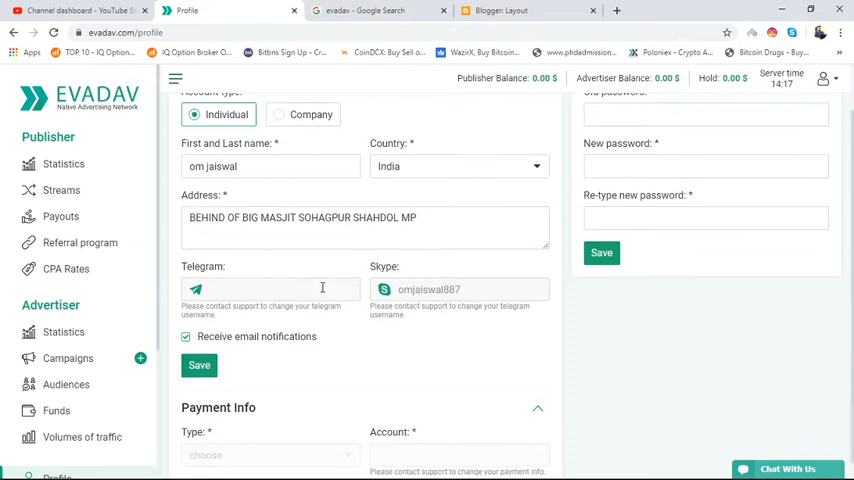 Channel dashboard - YouTube St
Profile
evadav - Google Search
Blogger: Layout
evadav.com/profile
Apps
TOP 10 - IQ Option...
IQ Option Broker O...
Bitbns Sign Up - Cr...
CoinDCX: Buy Sell o...
WazirX, Buy Bitcoin...
www.phdadmission...
Poloniex - Crypto A...
Bitcoin Drugs - Buy...
Publisher Balance: 0.00 $
Advertiser Balance: 0.00 $
Hold: 0.00 $
Server time
14:17
EVADAV
Native Advertising Network
Publisher
Statistics
Streams
Payouts
Referral program
CPA Rates
Advertiser
Statistics
Campaigns
Audiences
Funds
Volumes of traffic
Profile
Account type:
Individual
Company
First and Last name: *
om jaiswal
Country: *
India
Address: *
BEHIND OF BIG MASJIT SOHAGPUR SHAHDOL MP
Telegram:
Please contact support to change your telegram
username.
Skype:
omjaiswal887
Please contact support to change your telegram
username.
Receive email notifications
Save
Payment Info
Type: *
choose
Account: *
Please contact support to change your payment info.
Old password: *
New password: *
Re-type new password: *
Save
Chat With Us